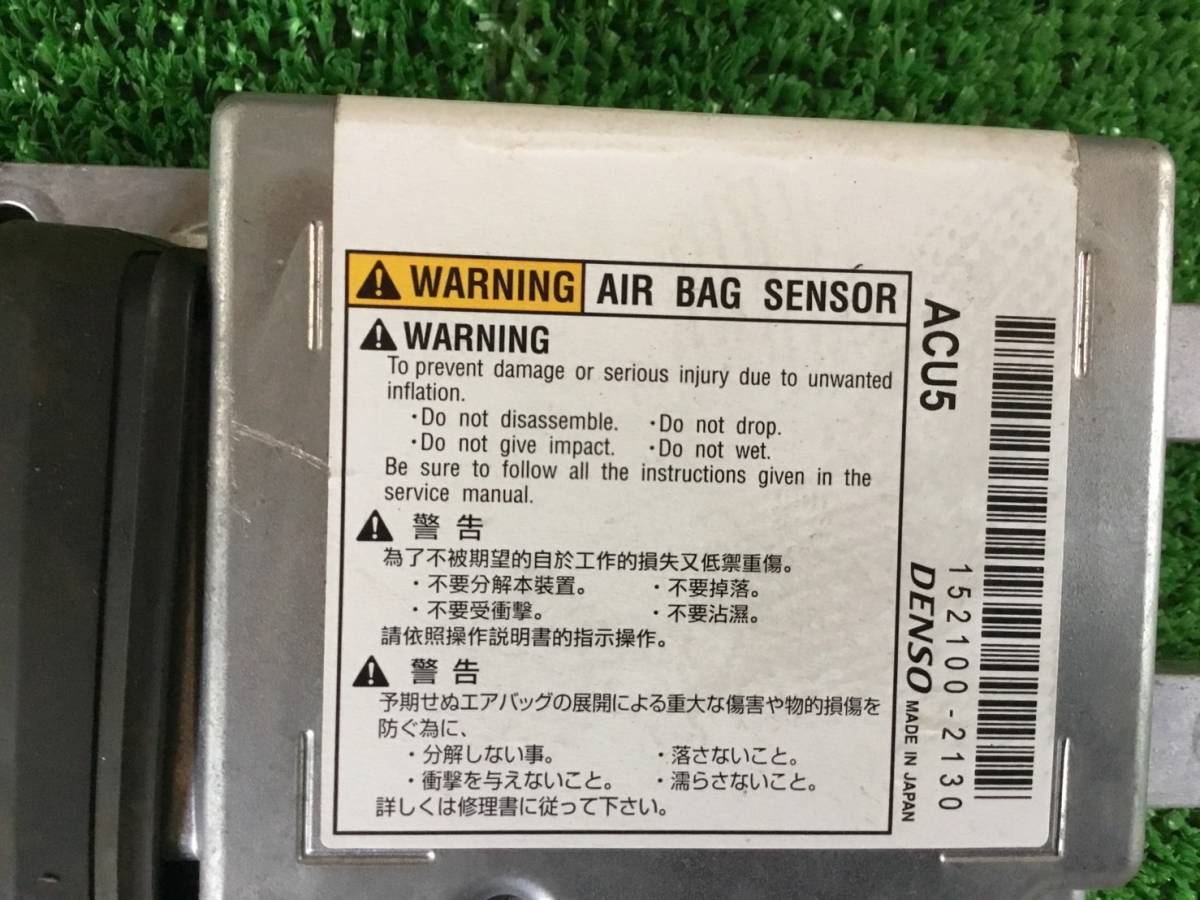 WARNING AIR BAG SENSOR
WARNING
To prevent damage or serious injury due to unwanted
inflation.
・Do not disassemble. ・Do not drop.
・Do not give impact. ・Do not wet.
Be sure to follow all the instructions given in the
service manual.
警告
為了不被期望的自於工作的損失又低禦重傷。
・不要分解本裝置。 ・不要掉落。
・不要受衝擊。 ・不要沾濕。
請依照操作説明書的指示操作。
警告
予期せぬエアバッグの展開による重大な傷害や物的損傷を
防ぐ為に、
・分解しない事。 ・落さないこと。
・衝撃を与えないこと。 ・濡らさないこと。
詳しくは修理書に従って下さい。
ACU5
152100-2130
DENSO MADE IN JAPAN